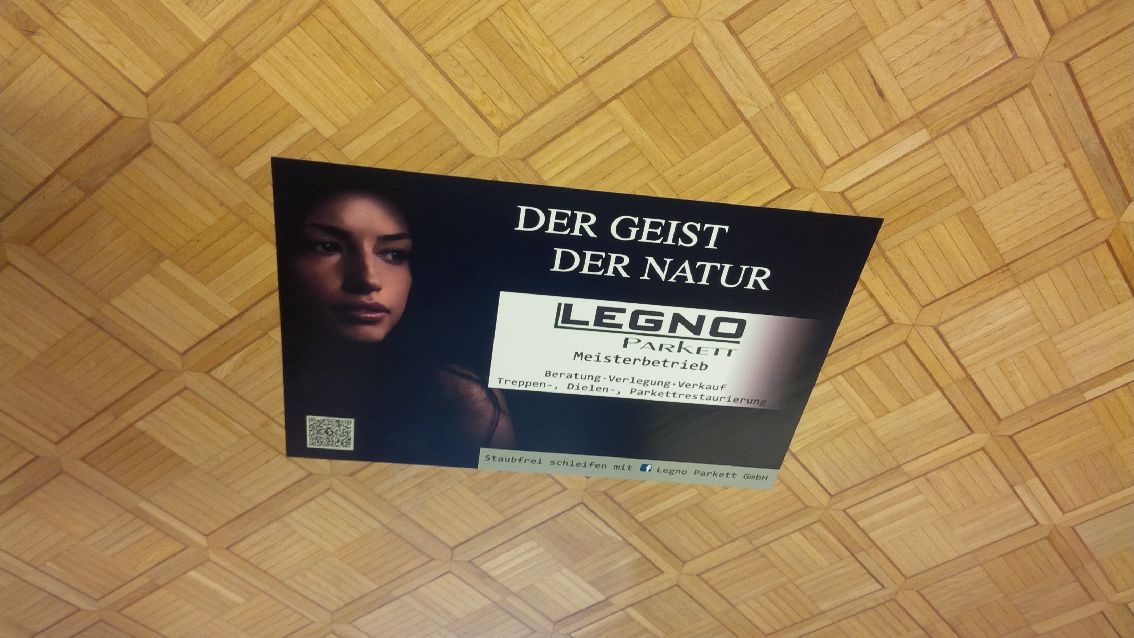 DER GEIST
DER NATUR
LEGNO
PARKETT
Meisterbetrieb
Beratung·Verlegung·Verkauf
Treppen-, Dielen-, Parkettrestaurierung
Staubfrei schleifen mit f Legno Parkett GmbH